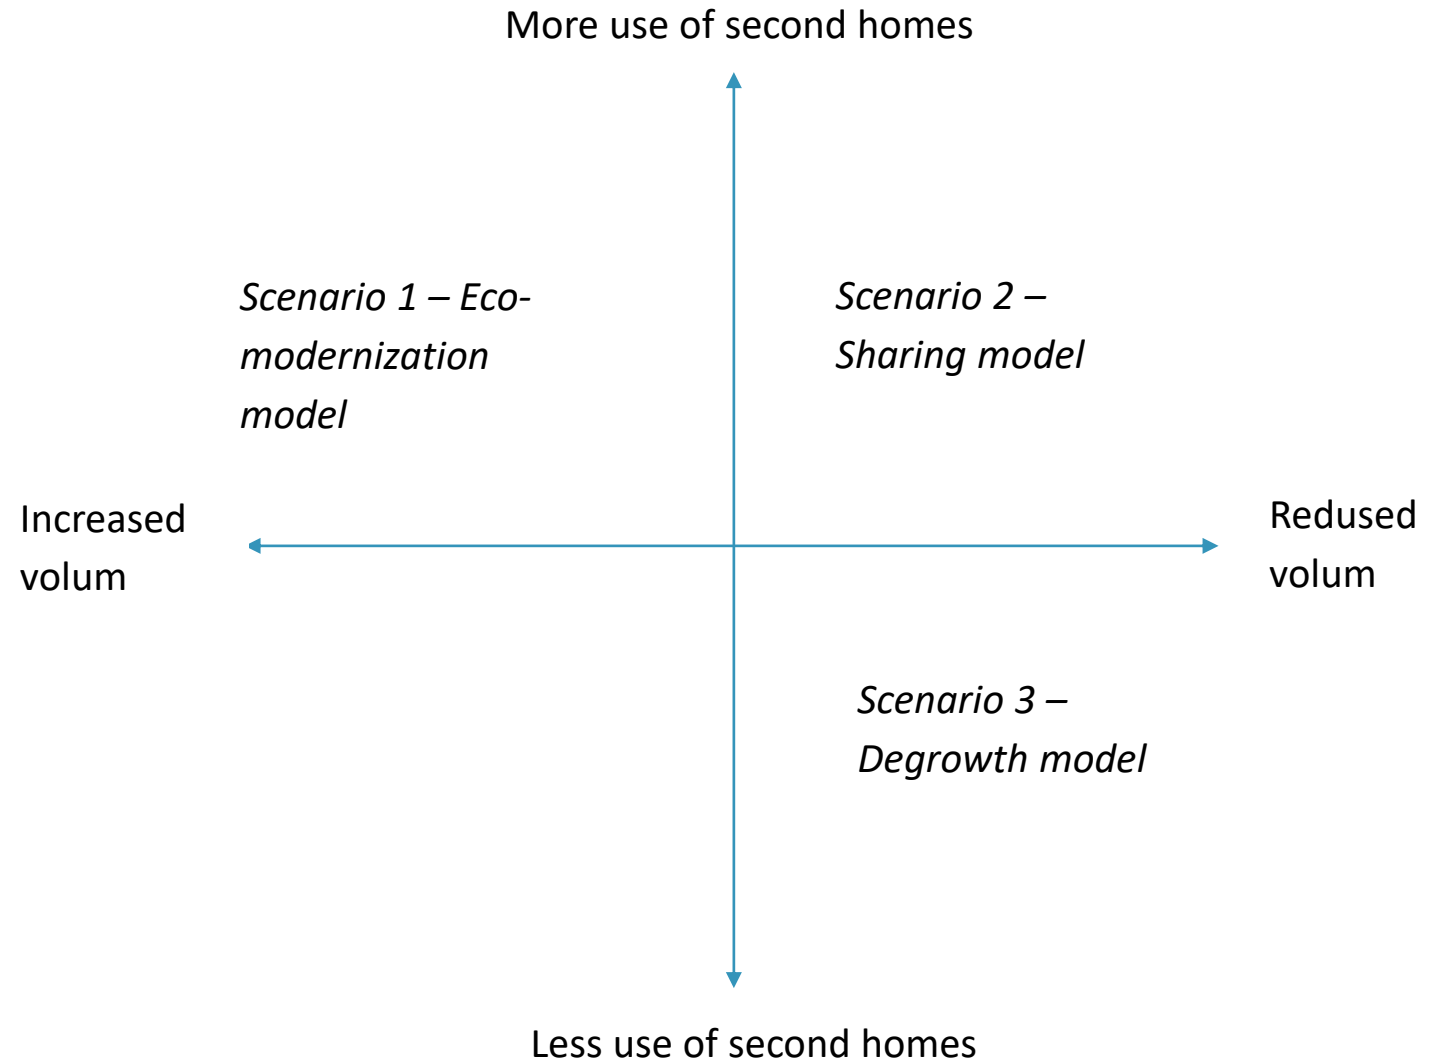 More use of second homes
Scenario 1 – Eco-
modernization
model
Scenario 2 –
Sharing model
Increased
volum
Redused
volum
Scenario 3 –
Degrowth model
Less use of second homes